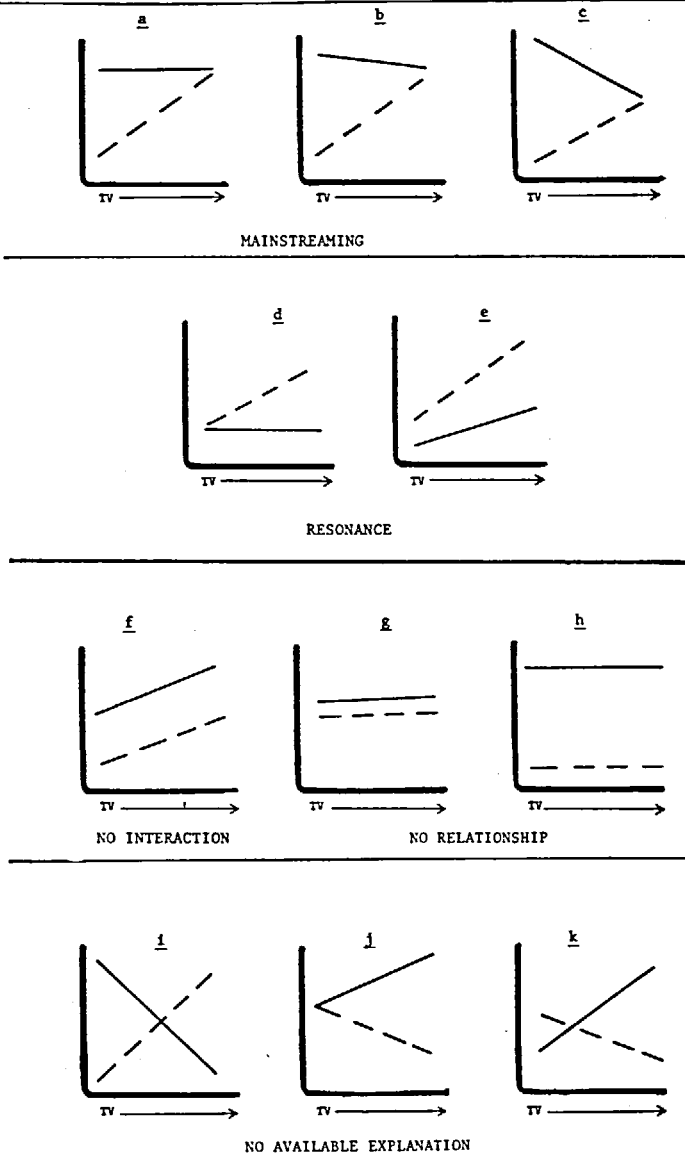 a b c
TV TV TV
MAINSTREAMING
d e
TV TV
RESONANCE
f g h
TV TV TV
NO INTERACTION NO RELATIONSHIP
i j k
TV TV TV
NO AVAILABLE EXPLANATION